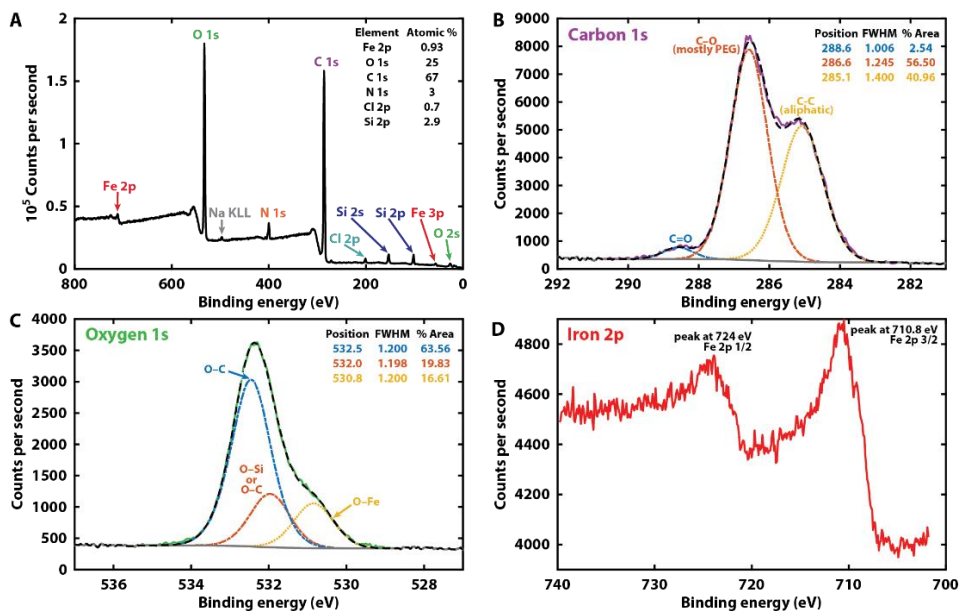 A
O 1s
C 1s
Element Atomic %
Fe 2p 0.93
O 1s 25
C 1s 67
N 1s 3
Cl 2p 0.7
Si 2p 2.9
Fe 2p
Na KLL
N 1s
Si 2s
Si 2p
Fe 3p
Cl 2p
O 2s
10⁵ Counts per second
2
1.5
1
0.5
0
800 600 400 200 0
Binding energy (eV)
B
Carbon 1s
C–O
(mostly PEG)
C-C
(aliphatic)
C=O
Position FWHM % Area
288.6 1.006 2.54
286.6 1.245 56.50
285.1 1.400 40.96
Counts per second
9000
8000
7000
6000
5000
4000
3000
2000
1000
0
292 290 288 286 284 282
Binding energy (eV)
C
Oxygen 1s
Position FWHM % Area
532.5 1.200 63.56
532.0 1.198 19.83
530.8 1.200 16.61
O–C
O–Si
or
O–C
O–Fe
Counts per second
4000
3500
3000
2500
2000
1500
1000
500
0
536 534 532 530 528
Binding energy (eV)
D
Iron 2p
peak at 724 eV
Fe 2p 1/2
peak at 710.8 eV
Fe 2p 3/2
Counts per second
4800
4600
4400
4200
4000
740 730 720 710 700
Binding energy (eV)